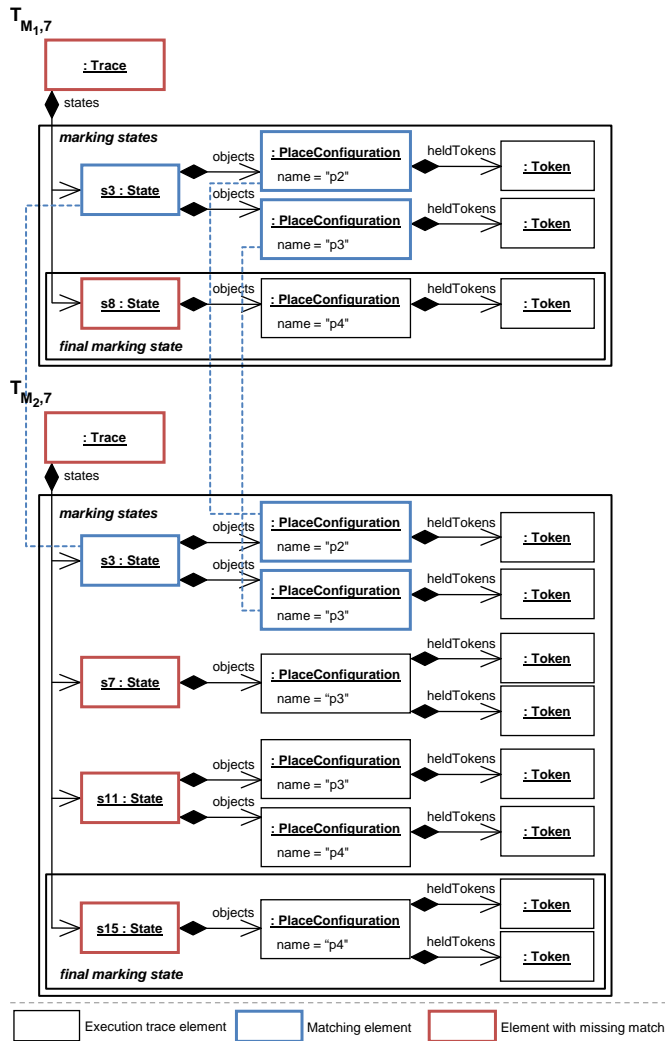 T M1,7
: Trace
states
marking states
objects
: PlaceConfiguration
name = "p2"
heldTokens
: Token
s3 : State
objects
: PlaceConfiguration
name = "p3"
heldTokens
: Token
s8 : State
objects
: PlaceConfiguration
name = "p4"
heldTokens
: Token
final marking state
T M2,7
: Trace
states
marking states
objects
: PlaceConfiguration
name = "p2"
heldTokens
: Token
s3 : State
objects
: PlaceConfiguration
name = "p3"
heldTokens
: Token
s7 : State
objects
: PlaceConfiguration
name = “p3"
heldTokens
: Token
heldTokens
: Token
s11 : State
objects
: PlaceConfiguration
name = "p3"
heldTokens
: Token
objects
: PlaceConfiguration
name = "p4"
heldTokens
: Token
s15 : State
objects
: PlaceConfiguration
name = “p4"
heldTokens
: Token
heldTokens
: Token
final marking state
Execution trace element
Matching element
Element with missing match